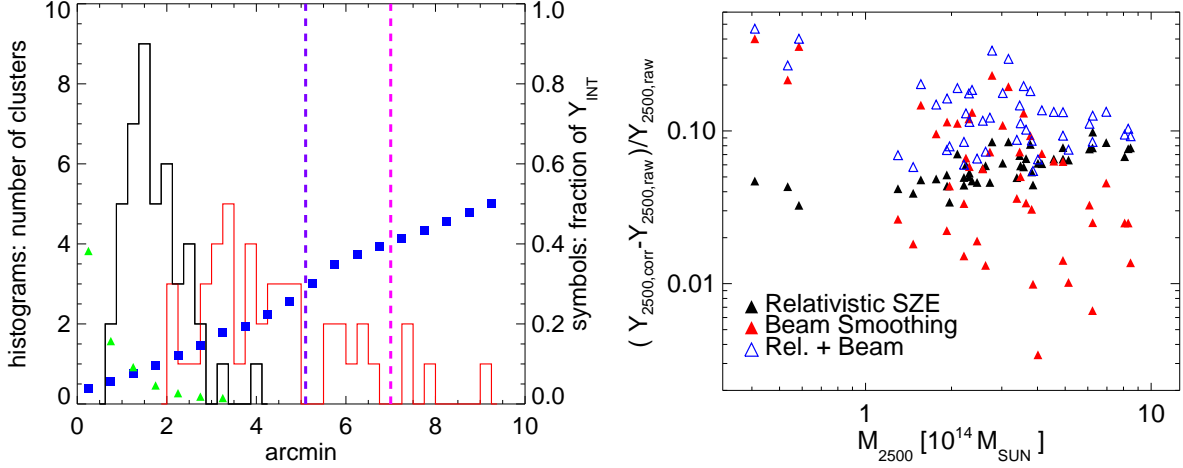 histograms: number of clusters
10
8
6
4
2
0
0 2 4 6 8 10
arcmin
1.0
0.8
0.6
0.4
0.2
0.0
symbols: fraction of Y_INT
( Y_2500,corr - Y_2500,raw ) / Y_2500,raw
0.10
0.01
Relativistic SZE
Beam Smoothing
Rel. + Beam
1 10
M_2500 [10^14 M_SUN ]